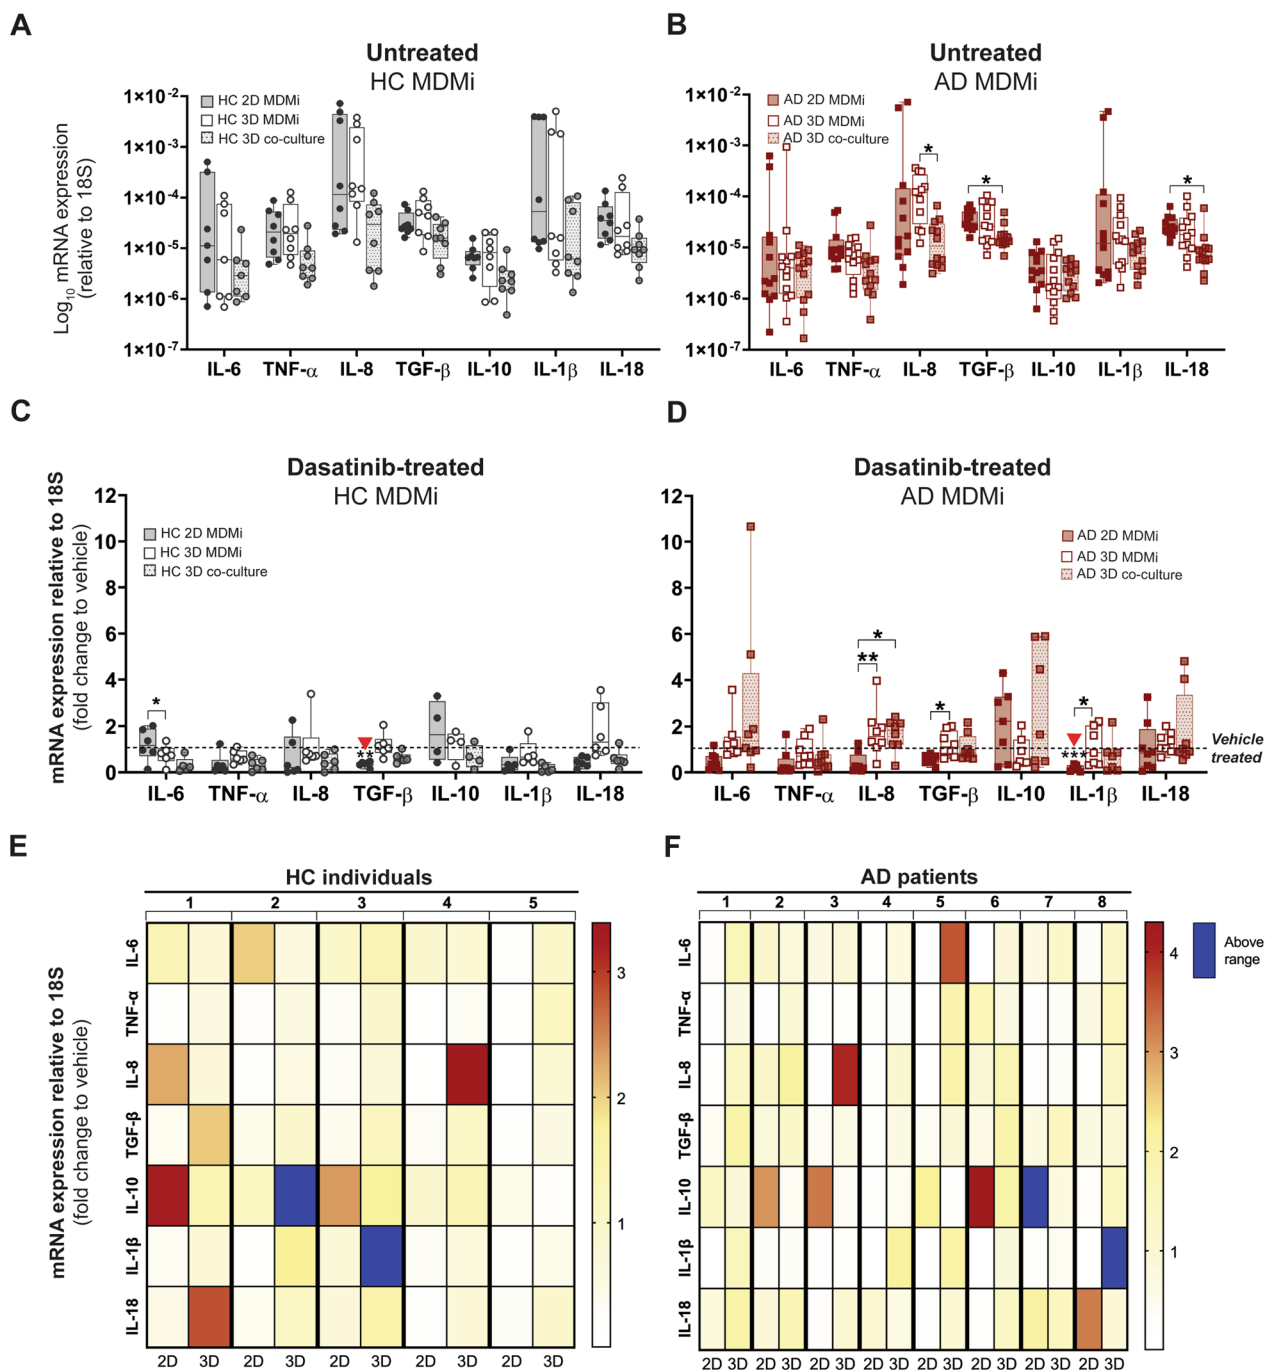 A
Untreated
HC MDMi
Log10 mRNA expression
(relative to 18S)
1×10-2
1×10-3
1×10-4
1×10-5
1×10-6
1×10-7
HC 2D MDMi
HC 3D MDMi
HC 3D co-culture
IL-6 TNF-α IL-8 TGF-β IL-10 IL-1β IL-18
B
Untreated
AD MDMi
1×10-2
1×10-3
1×10-4
1×10-5
1×10-6
1×10-7
AD 2D MDMi
AD 3D MDMi
AD 3D co-culture
*
*
*
IL-6 TNF-α IL-8 TGF-β IL-10 IL-1β IL-18
C
Dasatinib-treated
HC MDMi
mRNA expression relative to 18S
(fold change to vehicle)
12
10
8
6
4
2
0
HC 2D MDMi
HC 3D MDMi
HC 3D co-culture
*
**
IL-6 TNF-α IL-8 TGF-β IL-10 IL-1β IL-18
D
Dasatinib-treated
AD MDMi
12
10
8
6
4
2
0
AD 2D MDMi
AD 3D MDMi
AD 3D co-culture
*
**
*
*
***
Vehicle
treated
IL-6 TNF-α IL-8 TGF-β IL-10 IL-1β IL-18
E
HC individuals
1 2 3 4 5
mRNA expression relative to 18S
(fold change to vehicle)
IL-6
TNF-α
IL-8
TGF-β
IL-10
IL-1β
IL-18
2D 3D 2D 3D 2D 3D 2D 3D 2D 3D
3
2
1
F
AD patients
1 2 3 4 5 6 7 8
IL-6
TNF-α
IL-8
TGF-β
IL-10
IL-1β
IL-18
2D 3D 2D 3D 2D 3D 2D 3D 2D 3D 2D 3D 2D 3D 2D 3D
4
3
2
1
Above
range